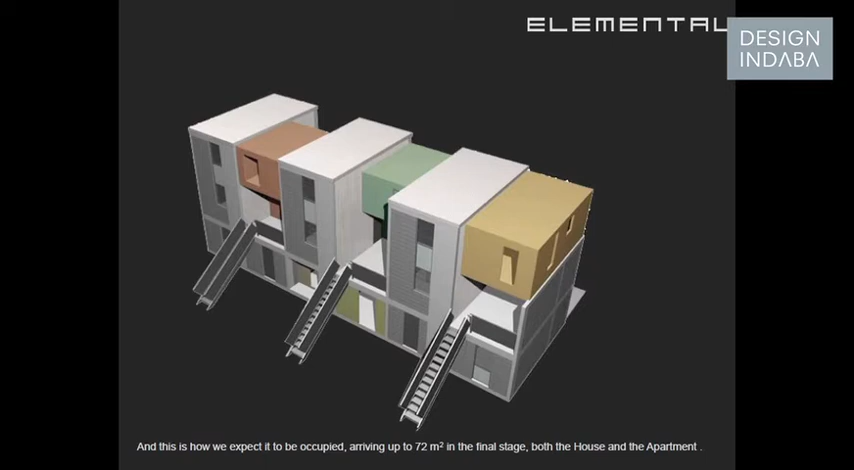 ELEMENTAL
DESIGN
INDABA
And this is how we expect it to be occupied, arriving up to 72 m² in the final stage, both the House and the Apartment .